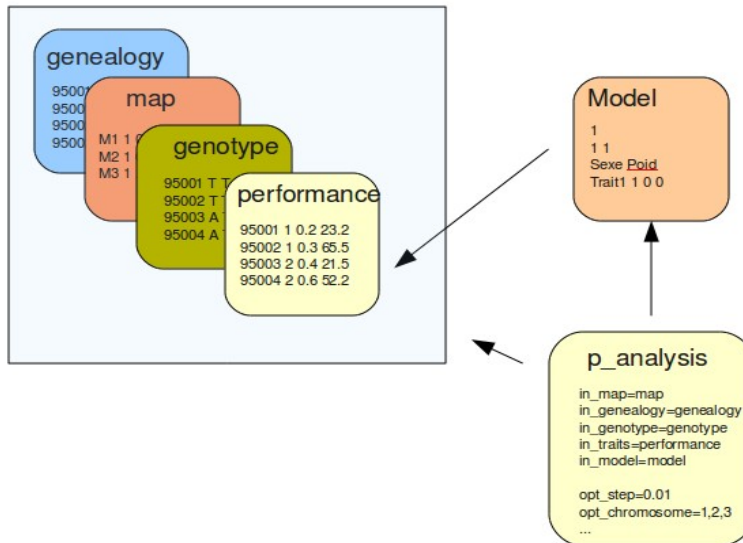 genealogy
95001
9500
9500
9500
map
M1 1 0
M2 1
M3 1
genotype
95001 T T
95002 T T
95003 A T
95004 A T
performance
95001 1 0.2 23.2
95002 1 0.3 65.5
95003 2 0.4 21.5
95004 2 0.6 52.2
Model
1
1 1
Sexe Poid
Trait1 1 0 0
p_analysis
in_map=map
in_genealogy=genealogy
in_genotype=genotype
in_traits=performance
in_model=model
opt_step=0.01
opt_chromosome=1,2,3
...